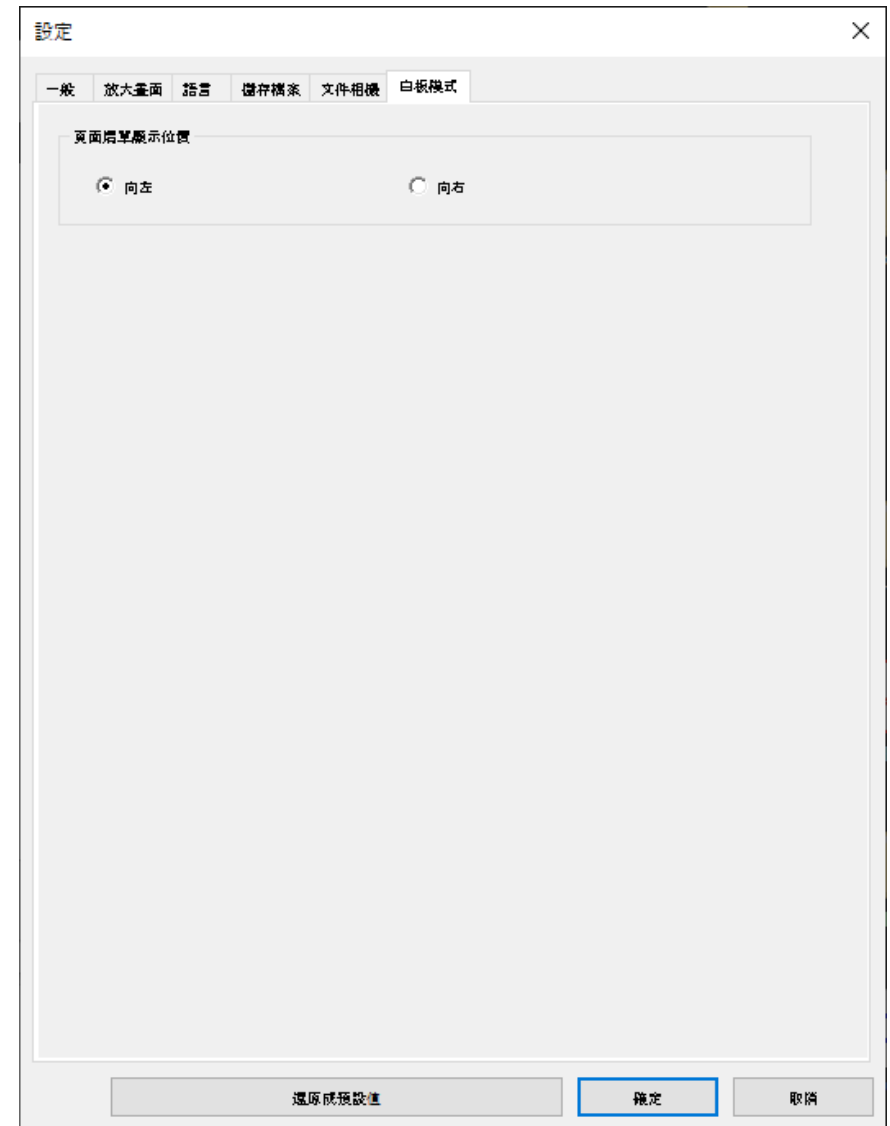 設定
一般 放大畫面 語言 儲存檔案 文件相機 白板模式
頁面清單顯示位置
向左 向右
還原成預設值 確定 取消